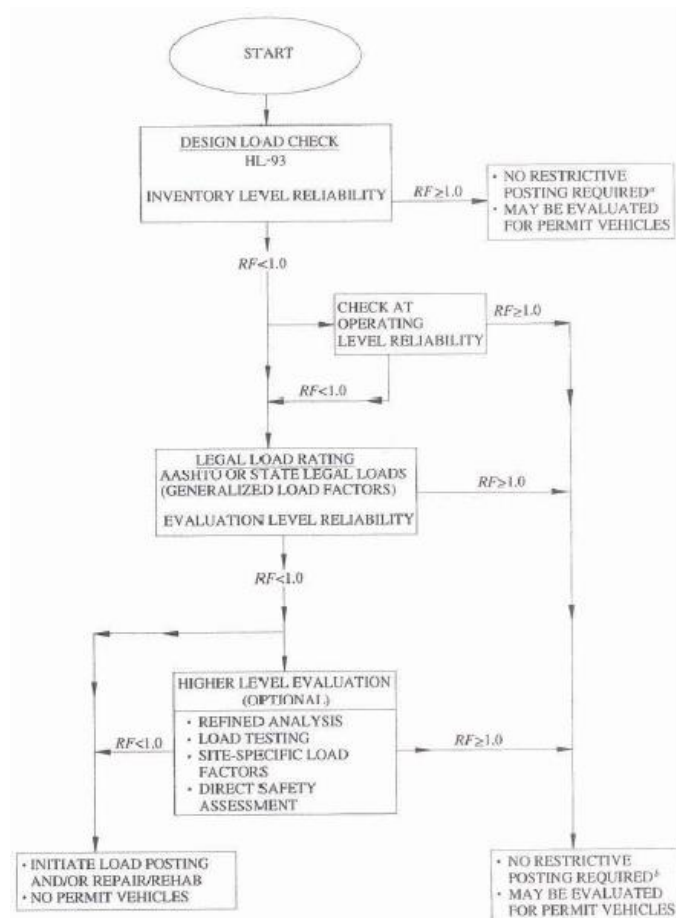 START
DESIGN LOAD CHECK
HL-93
INVENTORY LEVEL RELIABILITY
RF≥1.0
• NO RESTRICTIVE
POSTING REQUIREDᵃ
• MAY BE EVALUATED
FOR PERMIT VEHICLES
RF<1.0
CHECK AT
OPERATING
LEVEL RELIABILITY
RF≥1.0
RF<1.0
LEGAL LOAD RATING
AASHTO OR STATE LEGAL LOADS
(GENERALIZED LOAD FACTORS)
EVALUATION LEVEL RELIABILITY
RF≥1.0
RF<1.0
HIGHER LEVEL EVALUATION
(OPTIONAL)
• REFINED ANALYSIS
• LOAD TESTING
• SITE-SPECIFIC LOAD
FACTORS
• DIRECT SAFETY
ASSESSMENT
RF<1.0
RF≥1.0
• INITIATE LOAD POSTING
AND/OR REPAIR/REHAB
• NO PERMIT VEHICLES
• NO RESTRICTIVE
POSTING REQUIREDᵇ
• MAY BE EVALUATED
FOR PERMIT VEHICLES